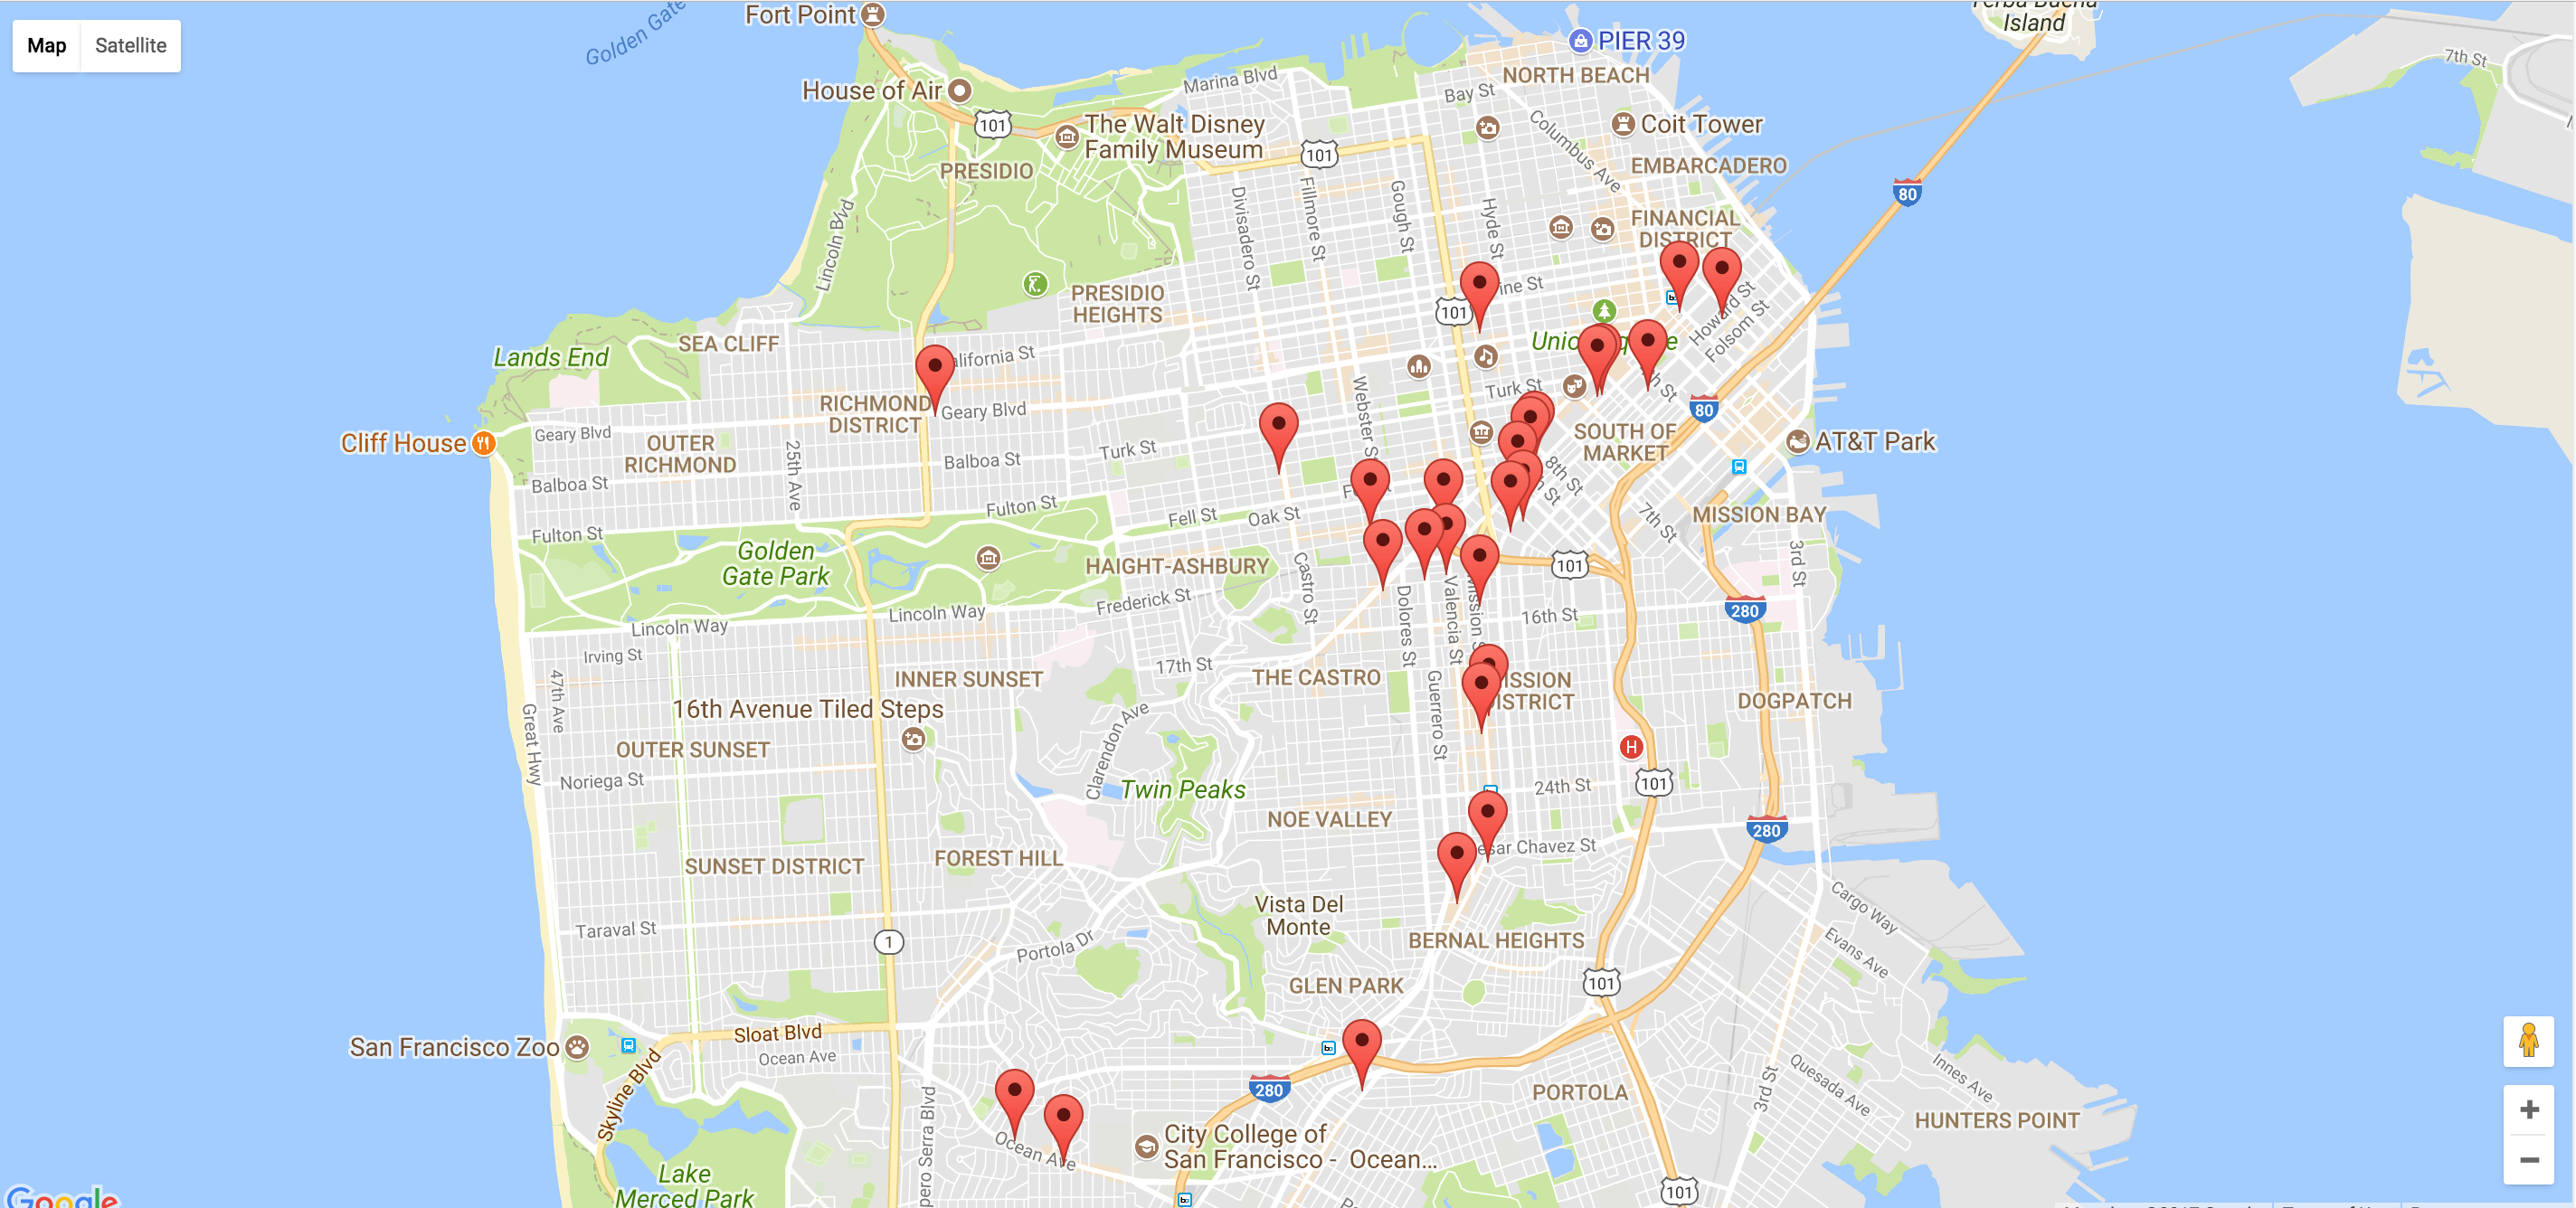 Map
Satellite
Golden Gate
Fort Point
PIER 39
Yerba Buena
Island
7th St
House of Air
101
Marina Blvd
NORTH BEACH
Bay St
The Walt Disney
Family Museum
101
Columbus Ave
Coit Tower
PRESIDIO
EMBARCADERO
80
Lincoln Blvd
Divisadero St
Fillmore St
Gough St
Hyde St
FINANCIAL
DISTRICT
PRESIDIO
HEIGHTS
101
ine St
Howard St
Folsom St
Lands End
SEA CLIFF
alifornia St
RICHMOND
DISTRICT
Geary Blvd
Webster S
Turk St
80
Cliff House
Geary Blvd
OUTER
RICHMOND
25th Ave
Balboa St
Turk St
SOUTH OF
MARKET
8th St
AT&T Park
Balboa St
Fulton St
Fulton St
Fell St
Oak St
7th St
MISSION BAY
3rd St
Golden
Gate Park
HAIGHT-ASHBURY
Castro St
101
Frederick St
Lincoln Way
Lincoln Way
Dolores St
Valencia St
Mission S
16th St
280
Irving St
47th Ave
INNER SUNSET
17th St
THE CASTRO
Guerrero St
ISSION
DISTRICT
DOGPATCH
16th Avenue Tiled Steps
Great Hwy
OUTER SUNSET
Noriega St
Clarendon Ave
Twin Peaks
H
24th St
101
NOE VALLEY
280
SUNSET DISTRICT
FOREST HILL
esar Chavez St
Taraval St
1
Portola Dr
Vista Del
Monte
BERNAL HEIGHTS
Cargo Way
Evans Ave
GLEN PARK
101
San Francisco Zoo
Sloat Blvd
Ocean Ave
Skyline Blvd
280
PORTOLA
3rd St
Quesada Ave
Innes Ave
HUNTERS POINT
pero Serra Blvd
Ocean Ave
City College of
San Francisco - Ocean...
Lake
Merced Park
101
Google